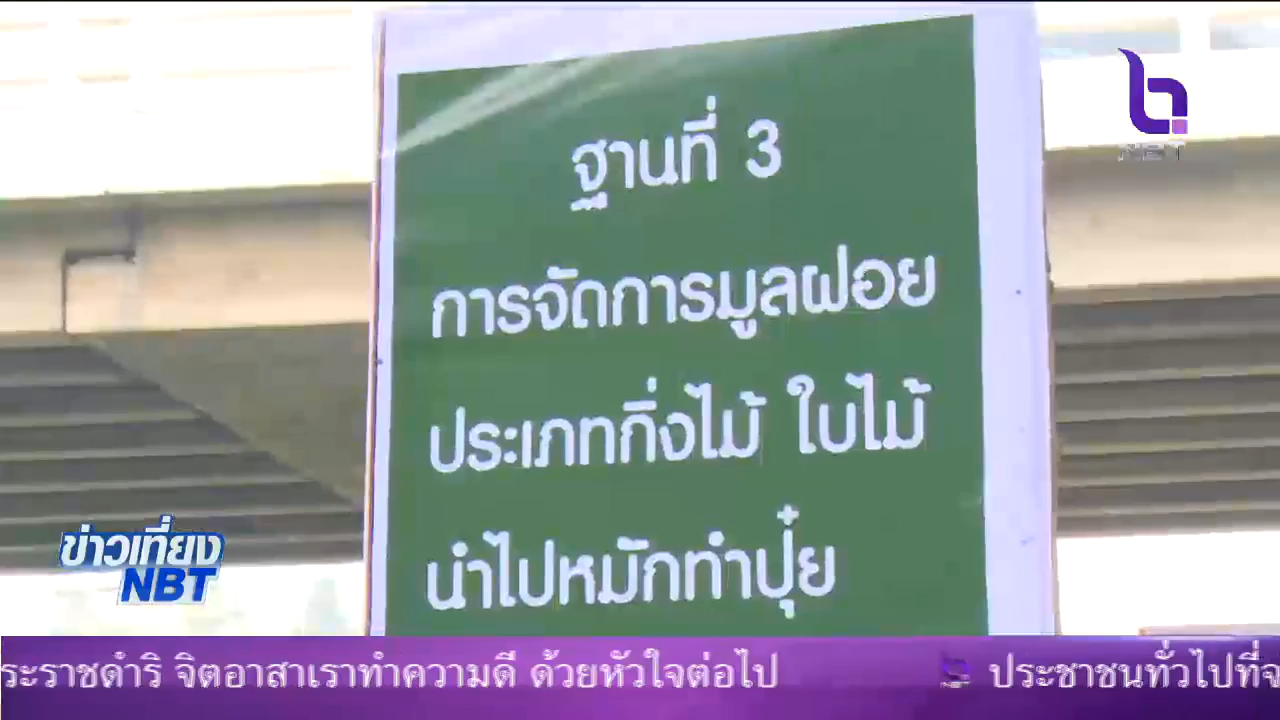 ฐานที่ 3
การจัดการมูลฝอย
ประเภทกิ่งไม้ ใบไม้
นำไปหมักทำปุ๋ย
NBT
ข่าวเที่ยง
NBT
ระราชดำริ จิตอาสาเราทำความดี ด้วยหัวใจต่อไป ประชาชนทั่วไปที่จ